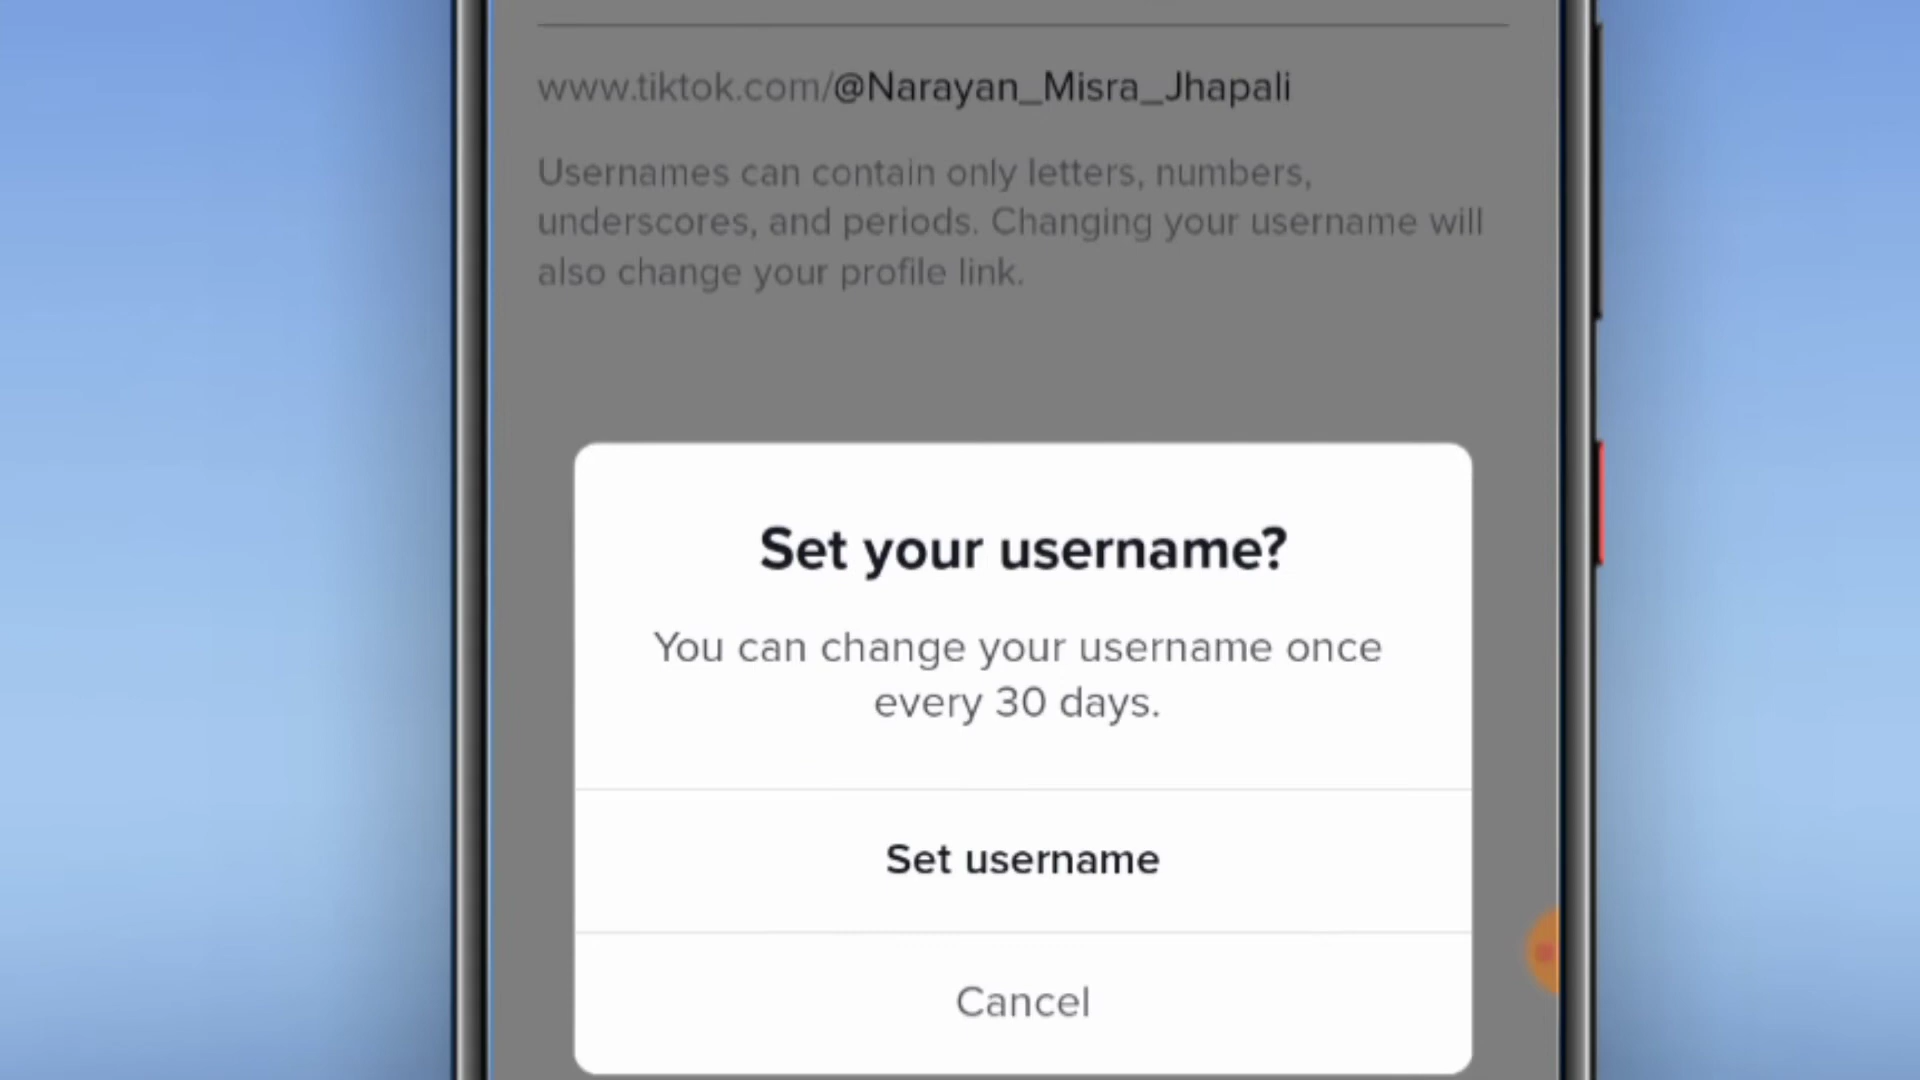 www.tiktok.com/@Narayan_Misra_Jhapali
Usernames can contain only letters, numbers,
underscores, and periods. Changing your username will
also change your profile link.
Set your username?
You can change your username once
every 30 days.
Set username
Cancel